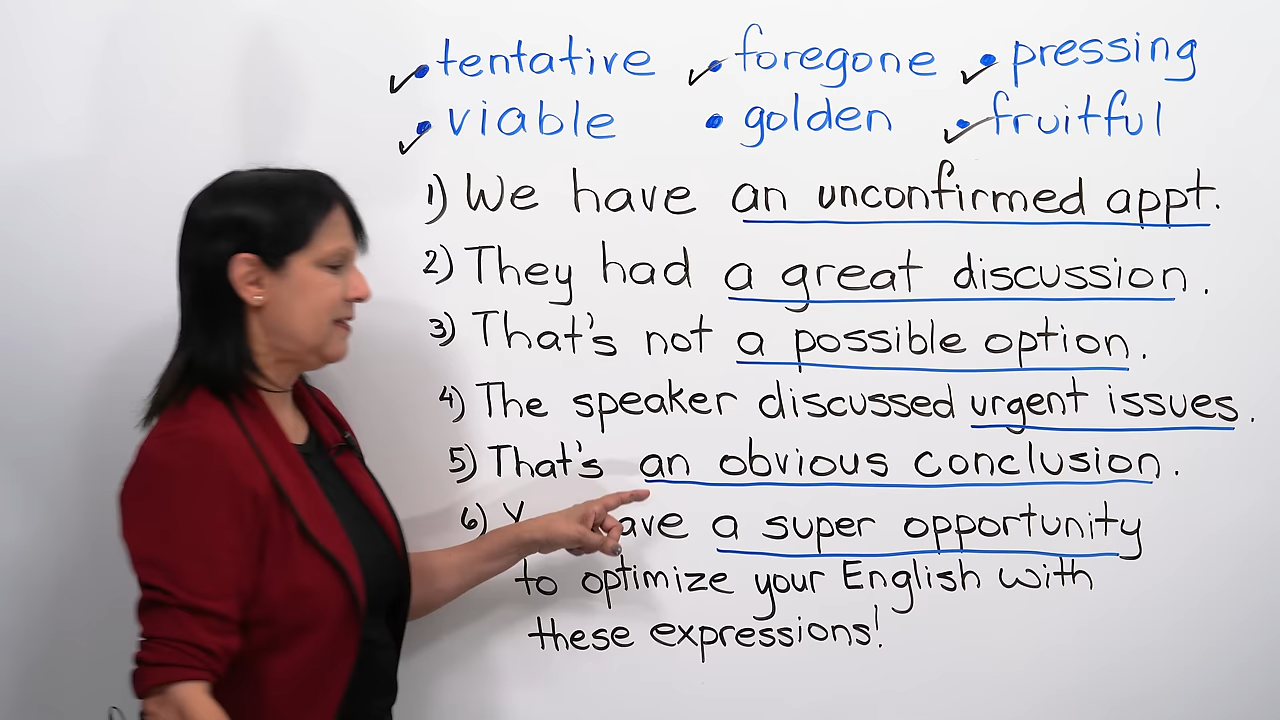 tentative foregone pressing
viable golden fruitful
1) We have an unconfirmed appt.
2) They had a great discussion.
3) That's not a possible option.
4) The speaker discussed urgent issues.
5) That's an obvious conclusion.
6) a super opportunity
to optimize your English with
these expressions!